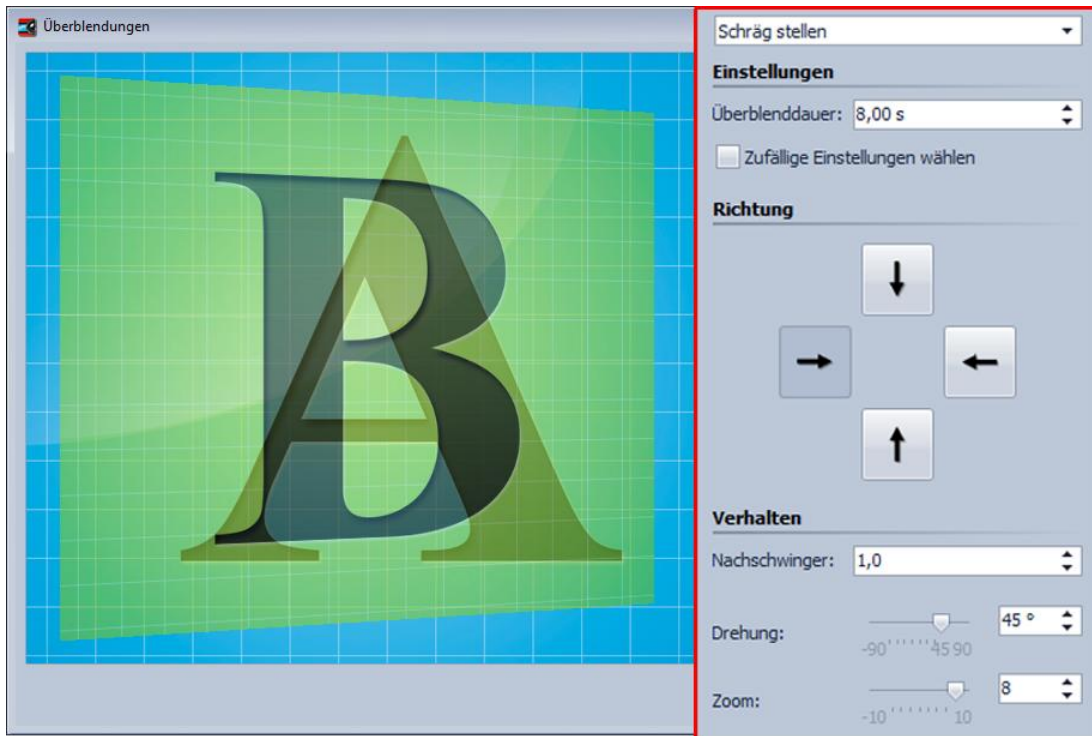 Überblendungen
B
A
Schräg stellen
Einstellungen
Überblenddauer: 8,00 s
Zufällige Einstellungen wählen
Richtung
Verhalten
Nachschwinger: 1,0
Drehung: 45 °
-90 45 90
Zoom: 8
-10 10